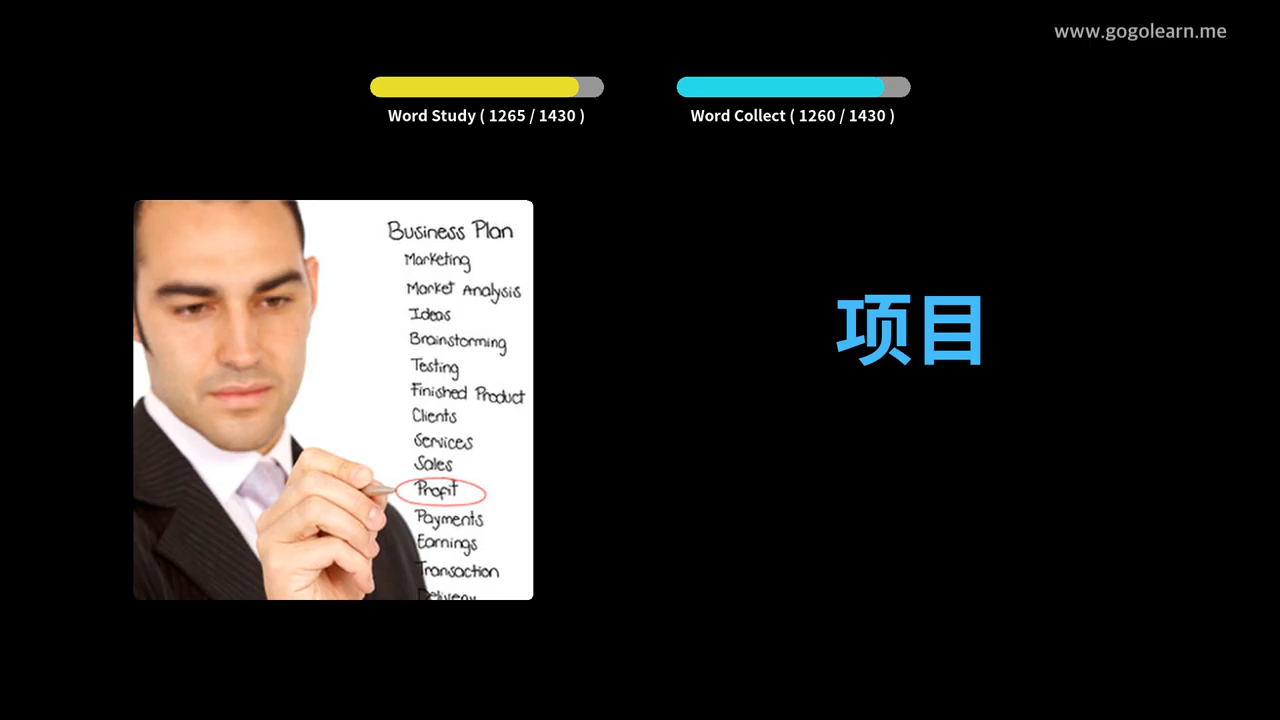 www.gogolearn.me
Word Study ( 1265 / 1430 )
Word Collect ( 1260 / 1430 )
Business Plan
Marketing
Market Analysis
Ideas
Brainstorming
Testing
Finished Product
Clients
Services
Sales
Profit
Payments
Earnings
Transaction
Delivery
项目